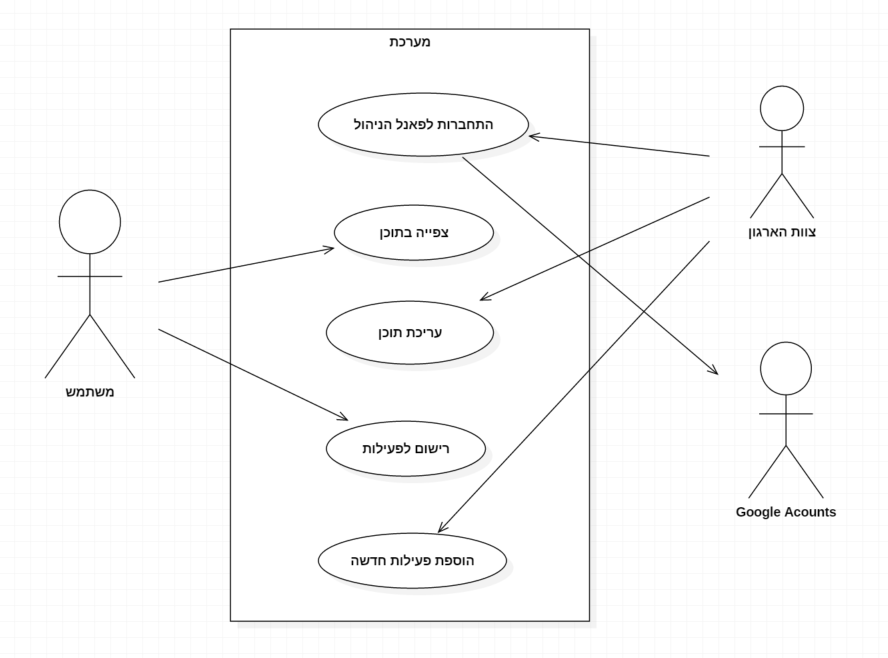 מערכת
התחברות לפאנל הניהול
צפייה בתוכן
עריכת תוכן
רישום לפעילות
הוספת פעילות חדשה
משתמש
צוות הארגון
Google Acounts